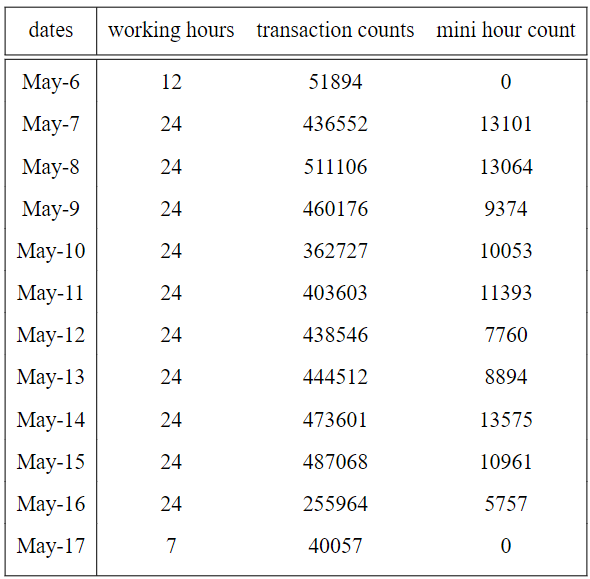 dates working hours transaction counts mini hour count
May-6 12 51894 0
May-7 24 436552 13101
May-8 24 511106 13064
May-9 24 460176 9374
May-10 24 362727 10053
May-11 24 403603 11393
May-12 24 438546 7760
May-13 24 444512 8894
May-14 24 473601 13575
May-15 24 487068 10961
May-16 24 255964 5757
May-17 7 40057 0